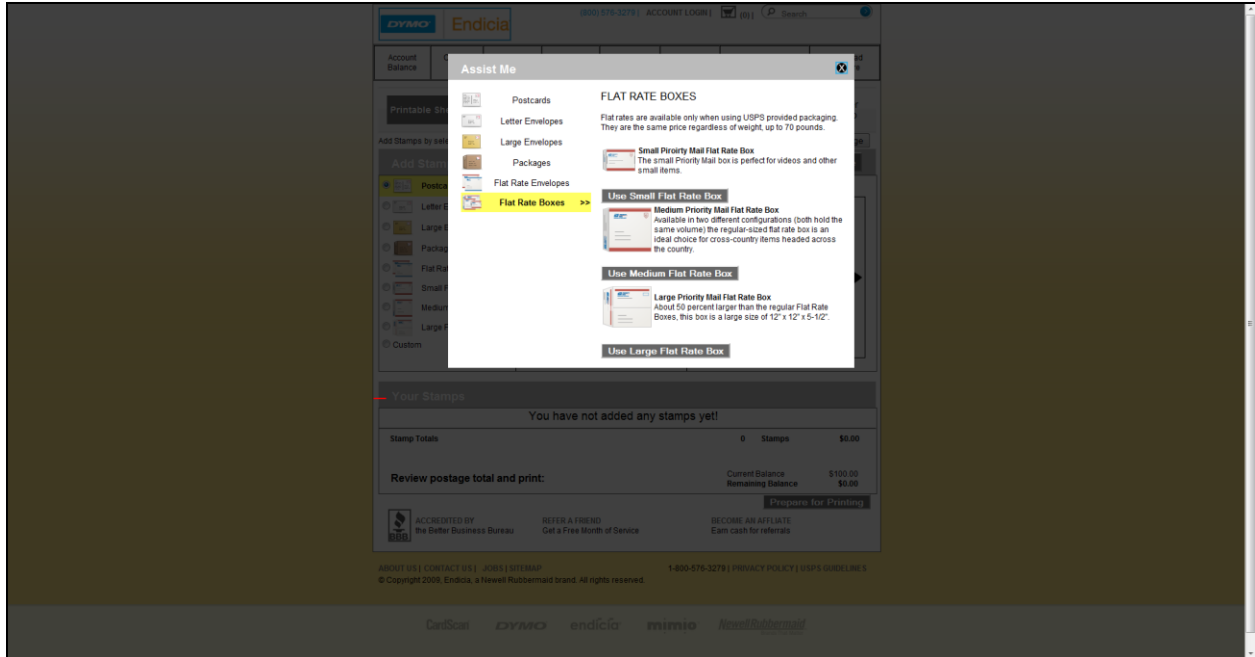 DYMO Endicia
(800) 576-3279 | ACCOUNT LOGIN | (0) | Search
Account
Balance
Assist Me
Printable She
Add Stamps by sele
Add Stam
Postca
Letter E
Large E
Packag
Flat Rat
Small F
Medium
Large P
Custom
Postcards
Letter Envelopes
Large Envelopes
Packages
Flat Rate Envelopes
Flat Rate Boxes >>
FLAT RATE BOXES
Flat rates are available only when using USPS provided packaging.
They are the same price regardless of weight, up to 70 pounds.
Small Pirority Mail Flat Rate Box
The small Priority Mail box is perfect for videos and other
small items.
Use Small Flat Rate Box
Medium Priority Mail Flat Rate Box
Available in two different configurations (both hold the
same volume) the regular-sized flat rate box is an
ideal choice for cross-country items headed across
the country.
Use Medium Flat Rate Box
Large Priority Mail Flat Rate Box
About 50 percent larger than the regular Flat Rate
Boxes, this box is a large size of 12" x 12" x 5-1/2".
Use Large Flat Rate Box
Your Stamps
You have not added any stamps yet!
Stamp Totals 0 Stamps $0.00
Review postage total and print:
Current Balance $100.00
Remaining Balance $0.00
Prepare for Printing
BBB
ACCREDITED BY
the Better Business Bureau
REFER A FRIEND
Get a Free Month of Service
BECOME AN AFFLIATE
Earn cash for referrals
ABOUT US | CONTACT US | JOBS | SITEMAP 1-800-576-3279 | PRIVACY POLICY | USPS GUIDELINES
© Copyright 2009, Endicia, a Newell Rubbermaid brand. All rights reserved.
CardScan DYMO endicia mimio NewellRubbermaid